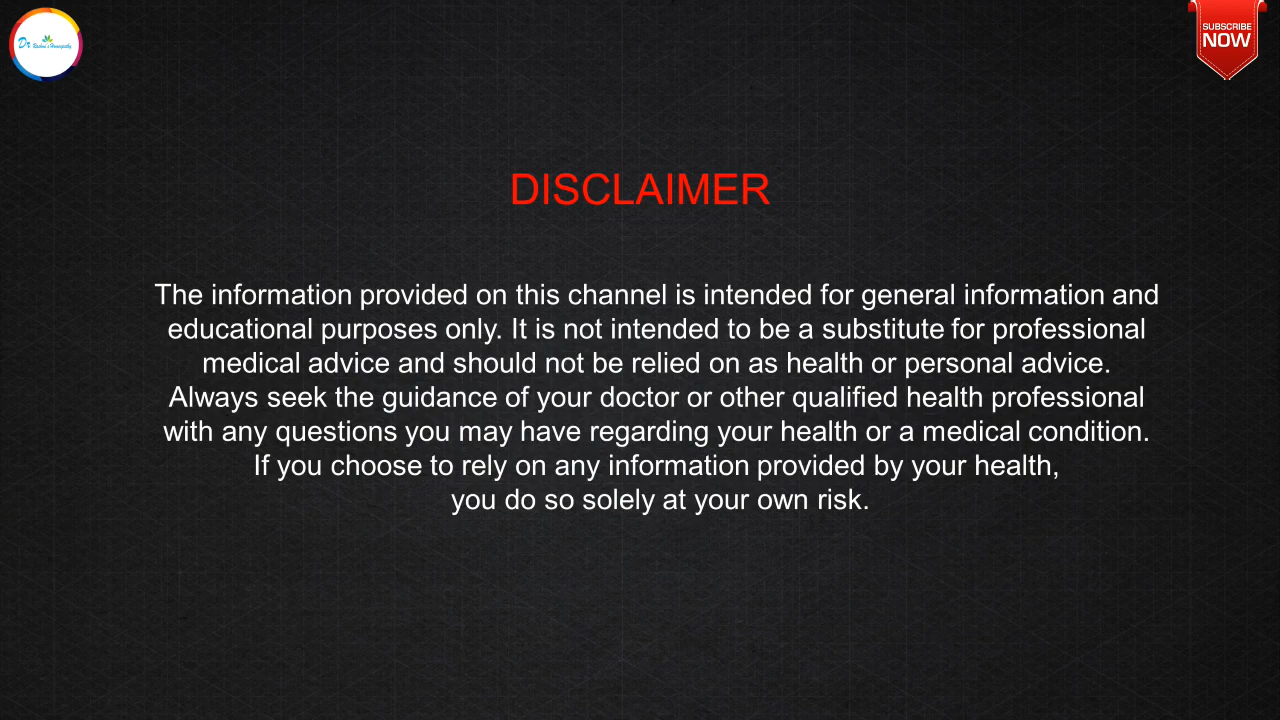 SUBSCRIBE
NOW
Dr
DISCLAIMER
The information provided on this channel is intended for general information and
educational purposes only. It is not intended to be a substitute for professional
medical advice and should not be relied on as health or personal advice.
Always seek the guidance of your doctor or other qualified health professional
with any questions you may have regarding your health or a medical condition.
If you choose to rely on any information provided by your health,
you do so solely at your own risk.